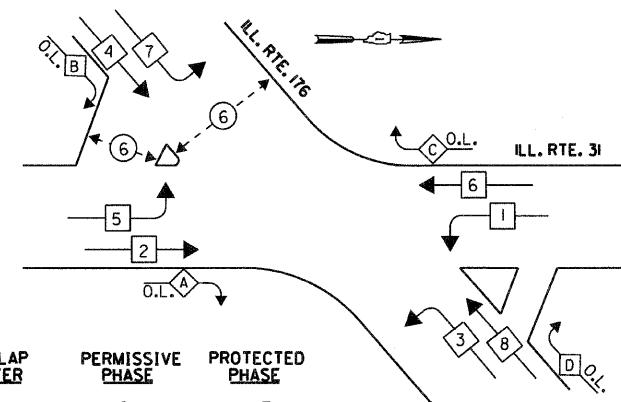 O.L.
B
4
7
ILL. RTE. 176
6
6
C
O.L.
ILL. RTE. 31
6
5
1
2
O.L.
A
3
8
D
O.L.
LAP
TER
PERMISSIVE
PHASE
PROTECTED
PHASE